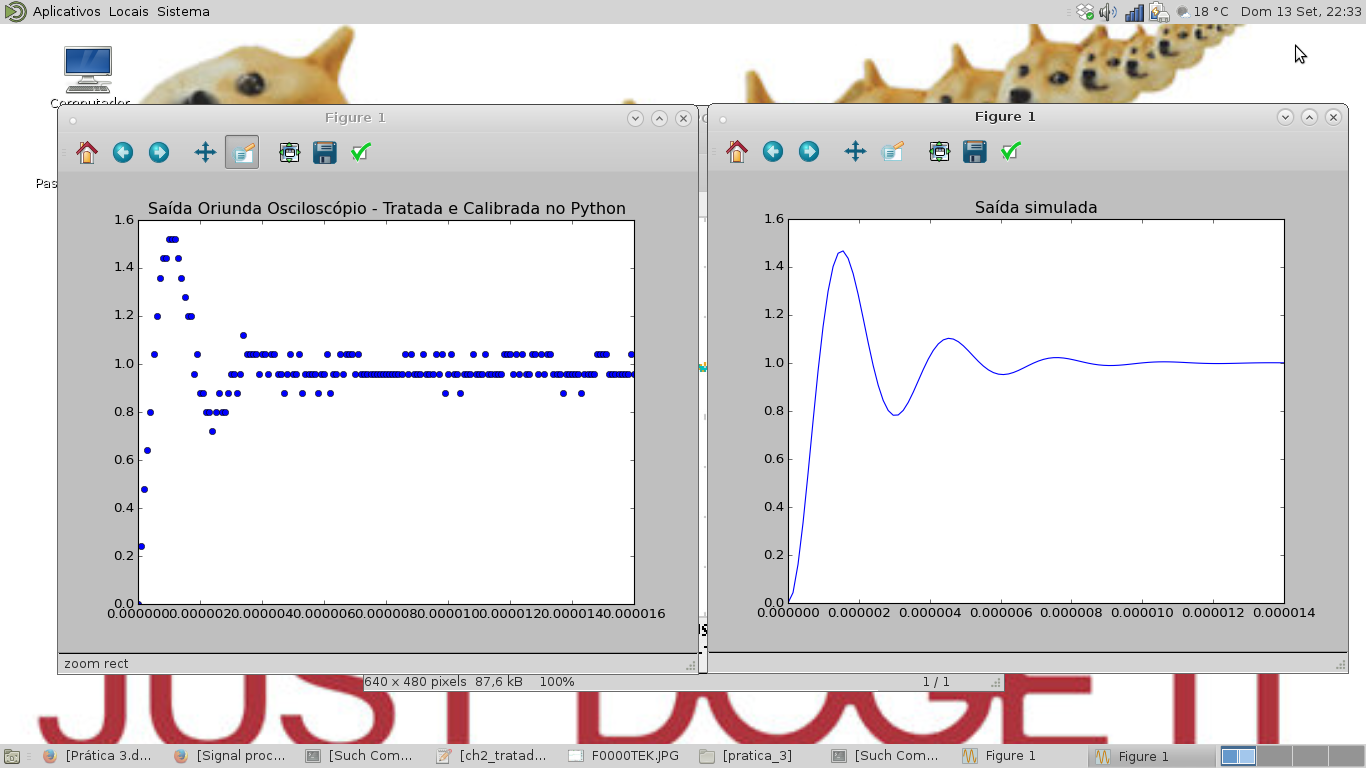 Aplicativos Locais Sistema
18 °C Dom 13 Set, 22:33
Computador
Pas
Figure 1
Saída Oriunda Osciloscópio - Tratada e Calibrada no Python
1.6
1.4
1.2
1.0
0.8
0.6
0.4
0.2
0.0
0.0000000.0000020.0000040.0000060.0000080.0000100.0000120.0000140.000016
zoom rect
Figure 1
Saída simulada
1.6
1.4
1.2
1.0
0.8
0.6
0.4
0.2
0.0
0.000000 0.000002 0.000004 0.000006 0.000008 0.000010 0.000012 0.000014
640 x 480 pixels 87,6 kB 100% 1 / 1
JUST DOGE IT
[Prática 3.d... [Signal proc... [Such Com... [ch2_tratad... F0000TEK.JPG [pratica_3] [Such Com... Figure 1 Figure 1